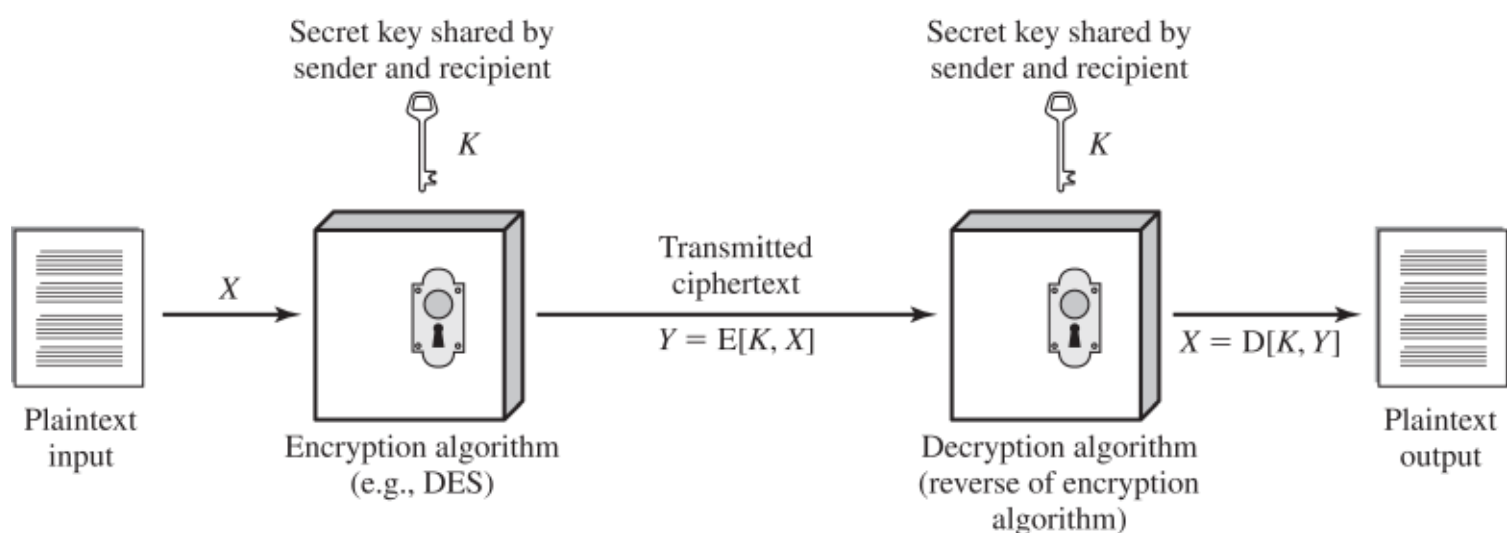 Secret key shared by
sender and recipient
K
Secret key shared by
sender and recipient
K
X
Transmitted
ciphertext
Y = E[K, X]
X = D[K, Y]
Plaintext
input
Encryption algorithm
(e.g., DES)
Decryption algorithm
(reverse of encryption
algorithm)
Plaintext
output